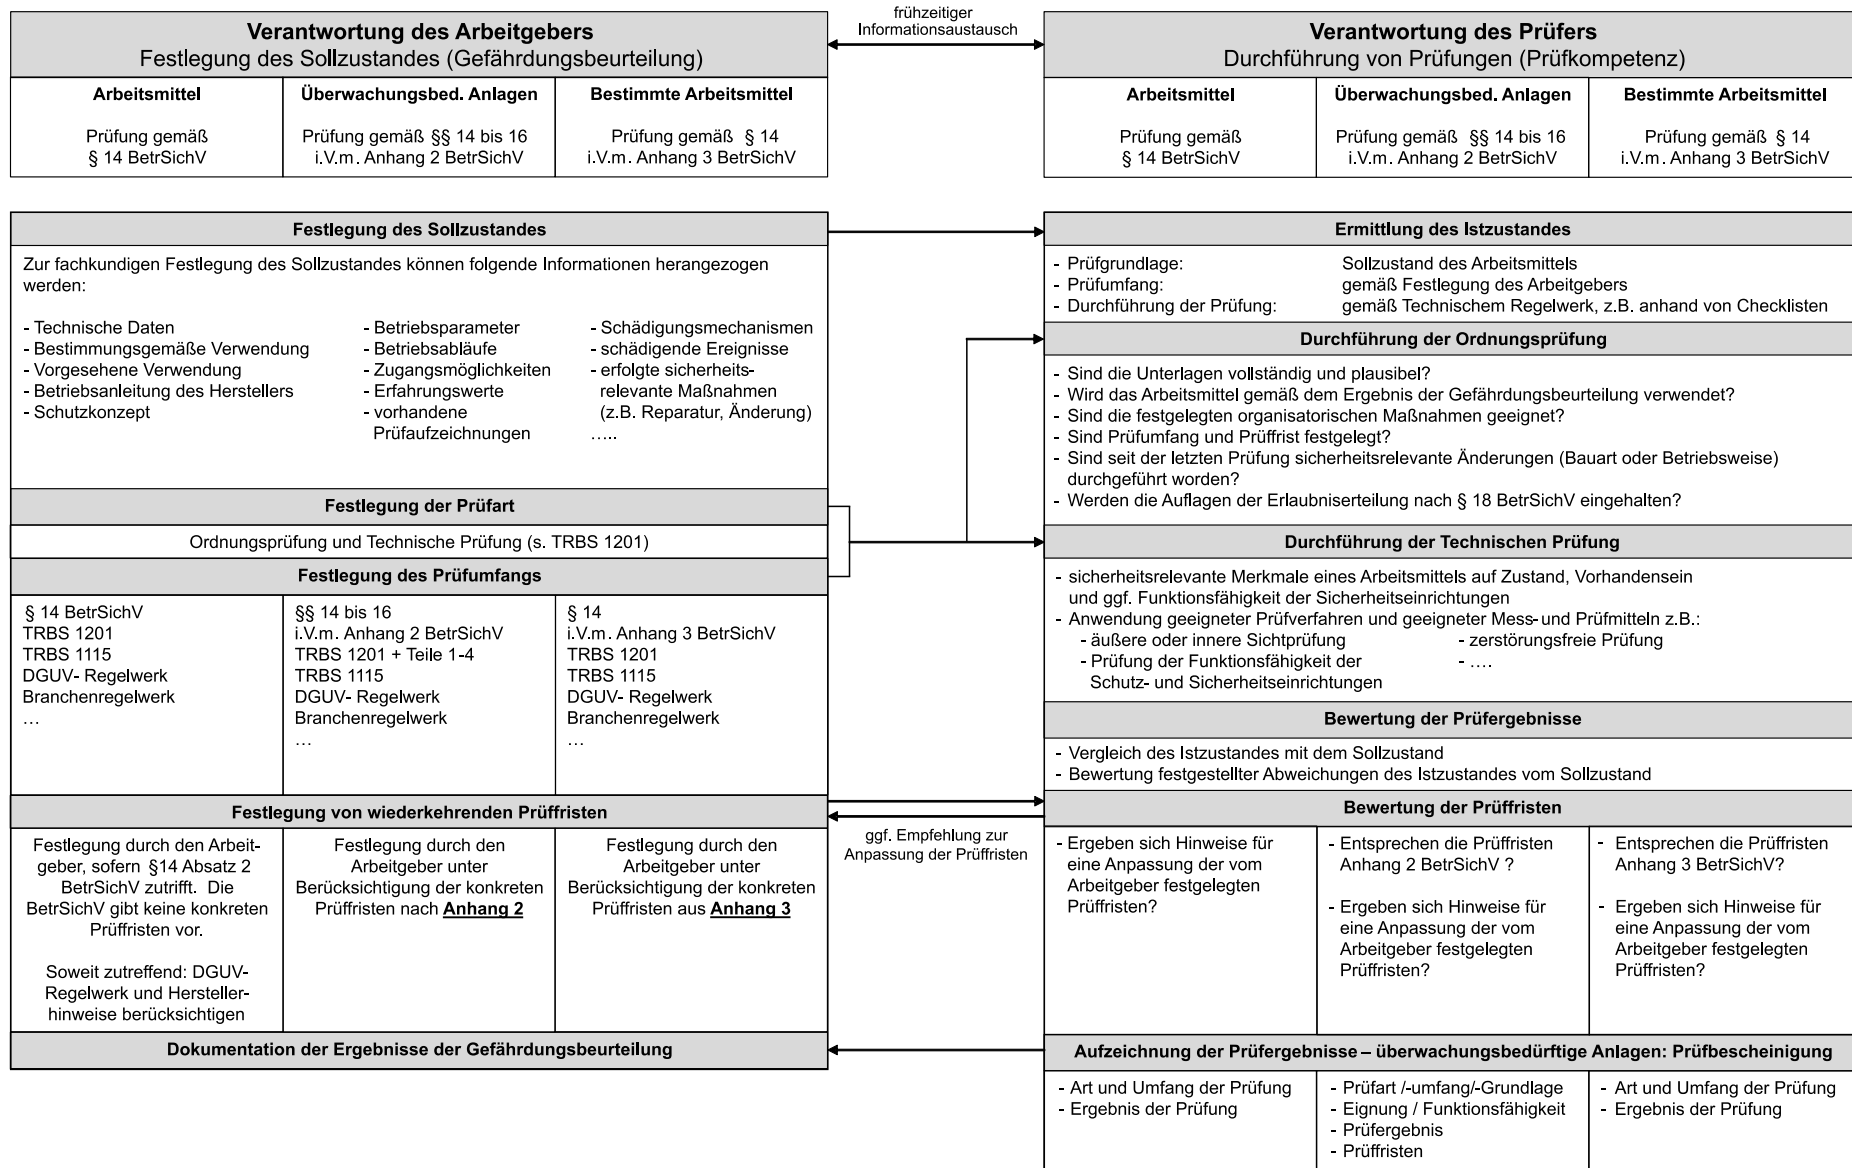 frühzeitiger
Informationsaustausch
Verantwortung des Arbeitgebers
Festlegung des Sollzustandes (Gefährdungsbeurteilung)
Arbeitsmittel
Prüfung gemäß
§ 14 BetrSichV
Überwachungsbed. Anlagen
Prüfung gemäß §§ 14 bis 16
i.V.m. Anhang 2 BetrSichV
Bestimmte Arbeitsmittel
Prüfung gemäß § 14
i.V.m. Anhang 3 BetrSichV
Verantwortung des Prüfers
Durchführung von Prüfungen (Prüfkompetenz)
Arbeitsmittel
Prüfung gemäß
§ 14 BetrSichV
Überwachungsbed. Anlagen
Prüfung gemäß §§ 14 bis 16
i.V.m. Anhang 2 BetrSichV
Bestimmte Arbeitsmittel
Prüfung gemäß § 14
i.V.m. Anhang 3 BetrSichV
Festlegung des Sollzustandes
Zur fachkundigen Festlegung des Sollzustandes können folgende Informationen herangezogen
werden:
- Technische Daten
- Bestimmungsgemäße Verwendung
- Vorgesehene Verwendung
- Betriebsanleitung des Herstellers
- Schutzkonzept
- Betriebsparameter
- Betriebsabläufe
- Zugangsmöglichkeiten
- Erfahrungswerte
- vorhandene
Prüfaufzeichnungen
- Schädigungsmechanismen
- schädigende Ereignisse
- erfolgte sicherheits-
relevante Maßnahmen
(z.B. Reparatur, Änderung)
…..
Festlegung der Prüfart
Ordnungsprüfung und Technische Prüfung (s. TRBS 1201)
Festlegung des Prüfumfangs
§ 14 BetrSichV
TRBS 1201
TRBS 1115
DGUV- Regelwerk
Branchenregelwerk
…
§§ 14 bis 16
i.V.m. Anhang 2 BetrSichV
TRBS 1201 + Teile 1-4
TRBS 1115
DGUV- Regelwerk
Branchenregelwerk
…
§ 14
i.V.m. Anhang 3 BetrSichV
TRBS 1201
TRBS 1115
DGUV- Regelwerk
Branchenregelwerk
…
Festlegung von wiederkehrenden Prüffristen
Festlegung durch den Arbeit-
geber, sofern §14 Absatz 2
BetrSichV zutrifft. Die
BetrSichV gibt keine konkreten
Prüffristen vor.
Soweit zutreffend: DGUV-
Regelwerk und Hersteller-
hinweise berücksichtigen
Festlegung durch den
Arbeitgeber unter
Berücksichtigung der konkreten
Prüffristen nach Anhang 2
Festlegung durch den
Arbeitgeber unter
Berücksichtigung der konkreten
Prüffristen aus Anhang 3
Dokumentation der Ergebnisse der Gefährdungsbeurteilung
ggf. Empfehlung zur
Anpassung der Prüffristen
Ermittlung des Istzustandes
- Prüfgrundlage: Sollzustand des Arbeitsmittels
- Prüfumfang: gemäß Festlegung des Arbeitgebers
- Durchführung der Prüfung: gemäß Technischem Regelwerk, z.B. anhand von Checklisten
Durchführung der Ordnungsprüfung
- Sind die Unterlagen vollständig und plausibel?
- Wird das Arbeitsmittel gemäß dem Ergebnis der Gefährdungsbeurteilung verwendet?
- Sind die festgelegten organisatorischen Maßnahmen geeignet?
- Sind Prüfumfang und Prüffrist festgelegt?
- Sind seit der letzten Prüfung sicherheitsrelevante Änderungen (Bauart oder Betriebsweise)
durchgeführt worden?
- Werden die Auflagen der Erlaubniserteilung nach § 18 BetrSichV eingehalten?
Durchführung der Technischen Prüfung
- sicherheitsrelevante Merkmale eines Arbeitsmittels auf Zustand, Vorhandensein
und ggf. Funktionsfähigkeit der Sicherheitseinrichtungen
- Anwendung geeigneter Prüfverfahren und geeigneter Mess- und Prüfmitteln z.B.:
- äußere oder innere Sichtprüfung
- Prüfung der Funktionsfähigkeit der
Schutz- und Sicherheitseinrichtungen
- zerstörungsfreie Prüfung
- ….
Bewertung der Prüfergebnisse
- Vergleich des Istzustandes mit dem Sollzustand
- Bewertung festgestellter Abweichungen des Istzustandes vom Sollzustand
Bewertung der Prüffristen
- Ergeben sich Hinweise für
eine Anpassung der vom
Arbeitgeber festgelegten
Prüffristen?
- Entsprechen die Prüffristen
Anhang 2 BetrSichV ?
- Ergeben sich Hinweise für
eine Anpassung der vom
Arbeitgeber festgelegten
Prüffristen?
- Entsprechen die Prüffristen
Anhang 3 BetrSichV?
- Ergeben sich Hinweise für
eine Anpassung der vom
Arbeitgeber festgelegten
Prüffristen?
Aufzeichnung der Prüfergebnisse – überwachungsbedürftige Anlagen: Prüfbescheinigung
- Art und Umfang der Prüfung
- Ergebnis der Prüfung
- Prüfart /-umfang/-Grundlage
- Eignung / Funktionsfähigkeit
- Prüfergebnis
- Prüffristen
- Art und Umfang der Prüfung
- Ergebnis der Prüfung